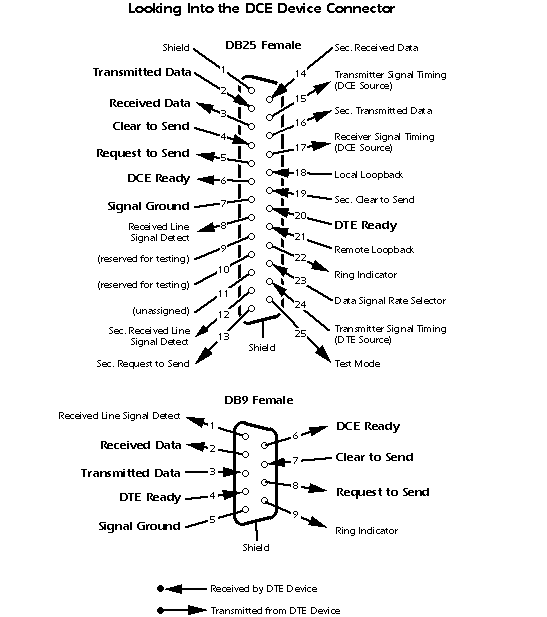 Looking Into the DCE Device Connector
DB25 Female
Shield
1
Transmitted Data
2
Received Data
3
Clear to Send
4
Request to Send
5
DCE Ready
6
Signal Ground
7
Received Line
Signal Detect
8
(reserved for testing)
9
(reserved for testing)
10
(unassigned)
11
Sec. Received Line
Signal Detect
12
Sec. Request to Send
13
14
Sec. Received Data
15
Transmitter Signal Timing
(DCE Source)
16
Sec. Transmitted Data
17
Receiver Signal Timing
(DCE Source)
18
Local Loopback
19
Sec. Clear to Send
20
DTE Ready
21
Remote Loopback
22
Ring Indicator
23
Data Signal Rate Selector
24
Transmitter Signal Timing
(DTE Source)
25
Test Mode
Shield
DB9 Female
Received Line Signal Detect
1
Received Data
2
Transmitted Data
3
DTE Ready
4
Signal Ground
5
6
DCE Ready
7
Clear to Send
8
Request to Send
9
Ring Indicator
Shield
Received by DTE Device
Transmitted from DTE Device